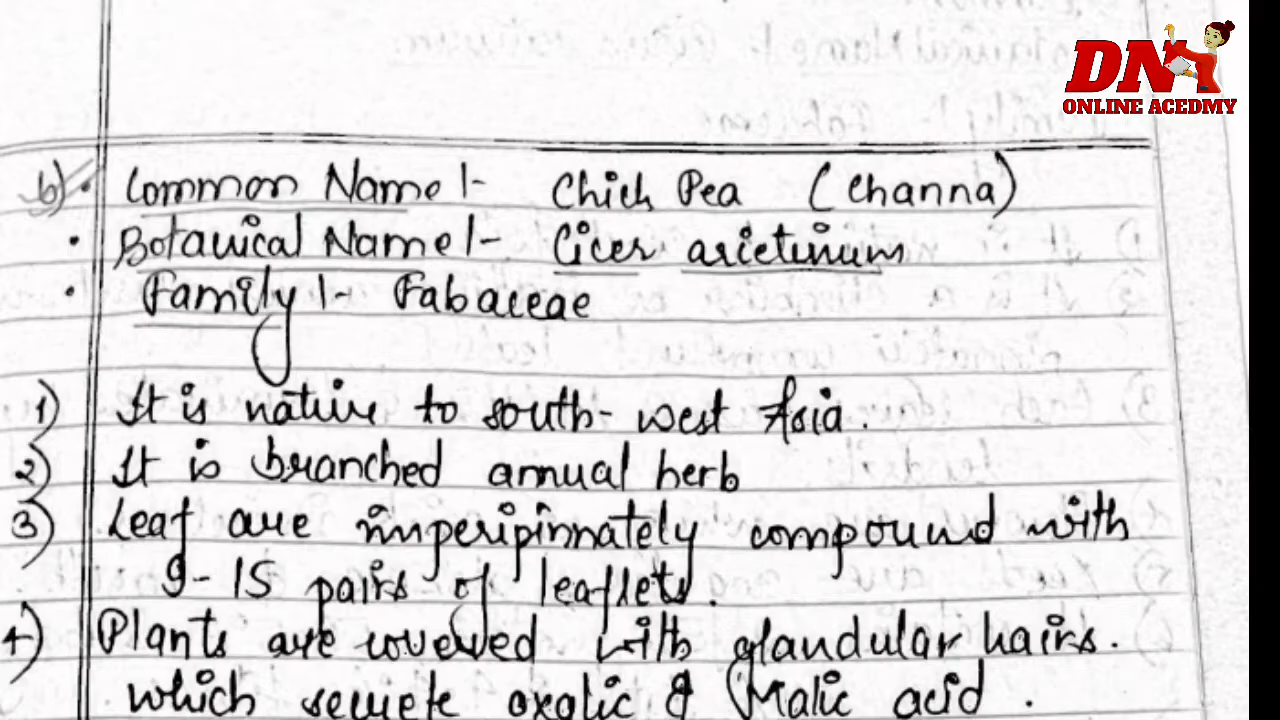 DNA
ONLINE ACEDMY
b) • Common Name :- Chick Pea (Channa)
• Botanical Name :- Cicer arietinum
• Family :- Fabaceae
1) It is native to south-west Asia.
2) It is branched annual herb
3) Leaf are imperipinnately compound with
9-15 pairs of leaflets.
4) Plants are covered with glandular hairs.
which secrete oxalic & Malic acid.